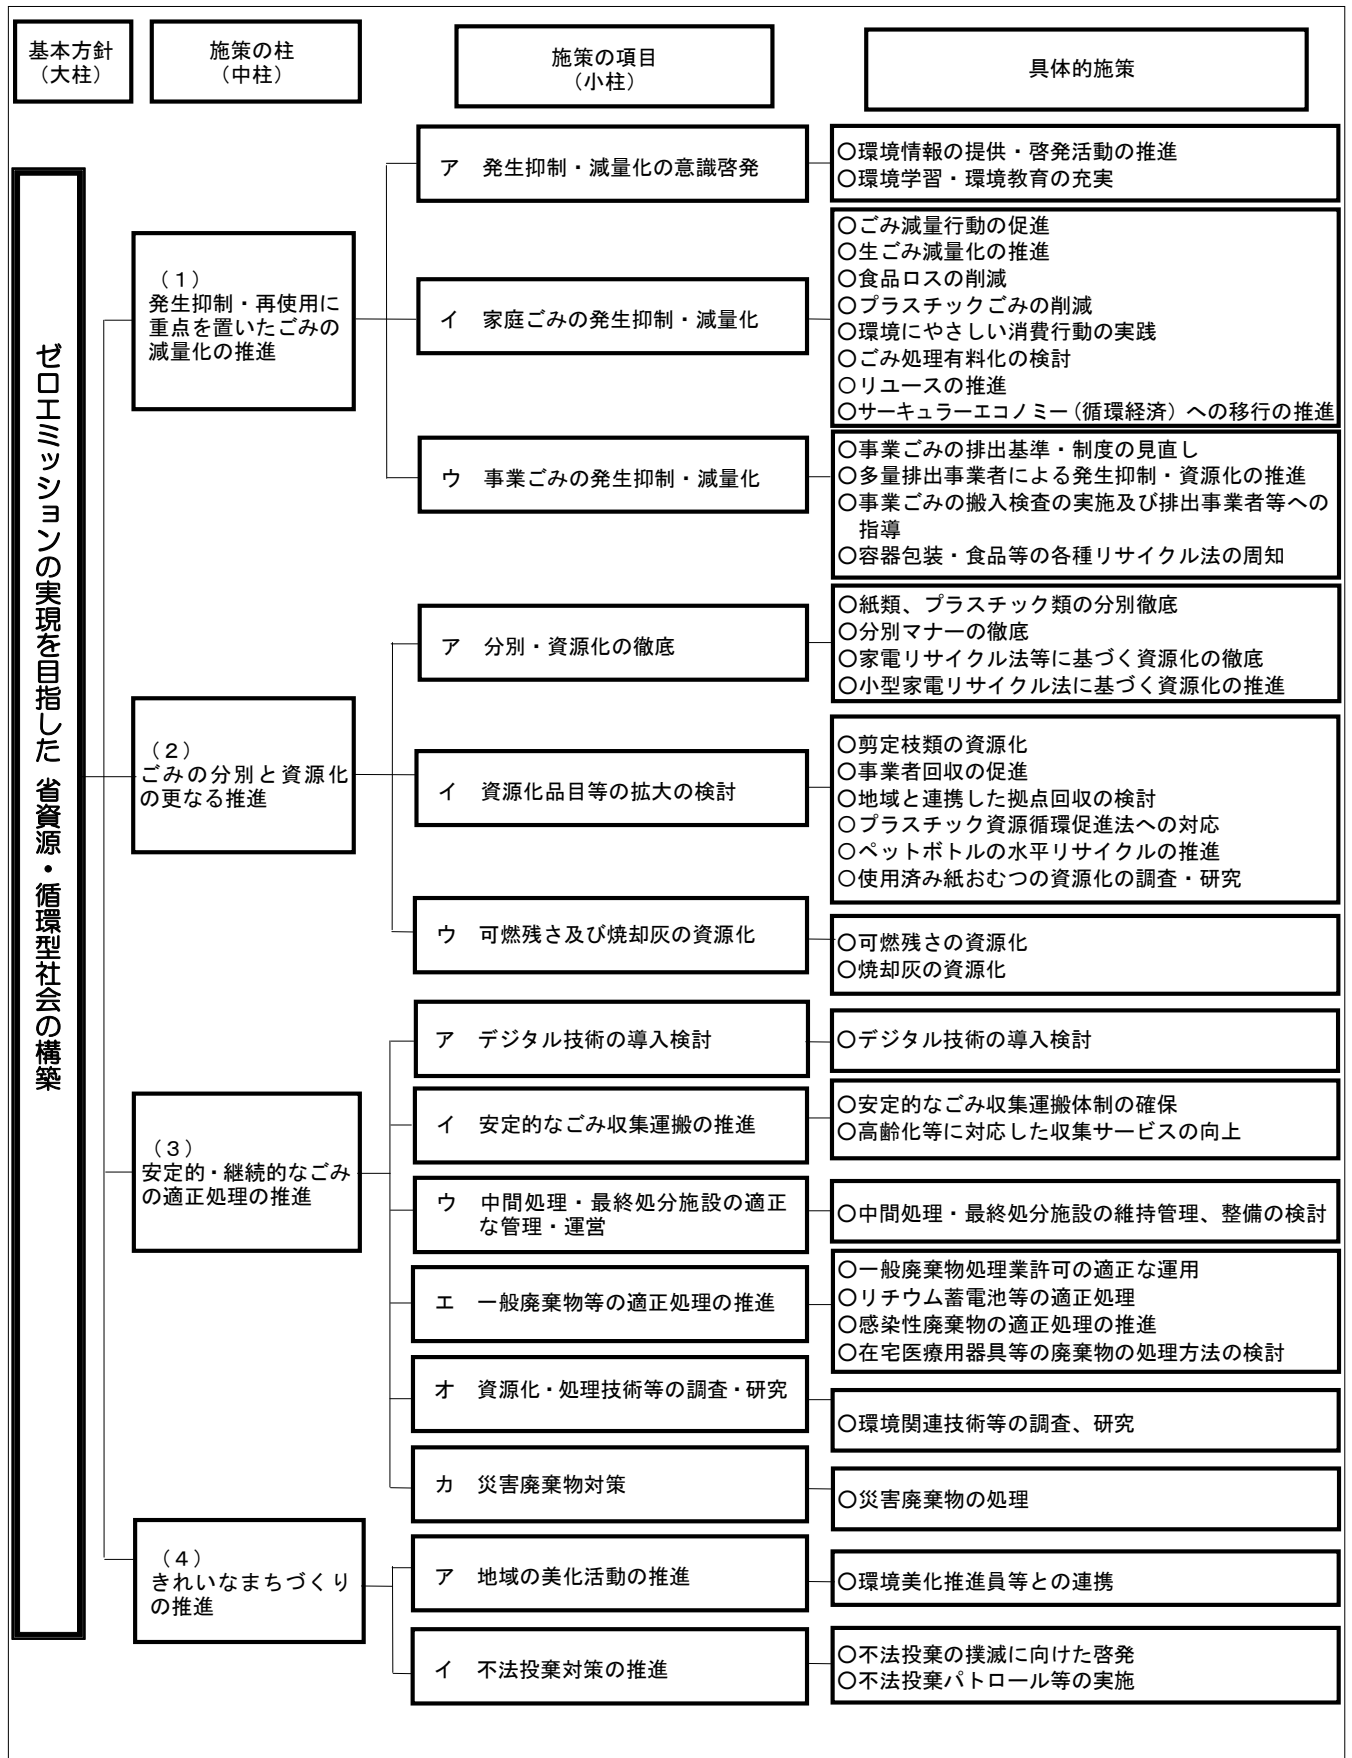 基本方針
（大柱）
施策の柱
（中柱）
施策の項目
（小柱）
具体的施策
ゼロエミッションの実現を目指した 省資源・循環型社会の構築
（１）
発生抑制・再使用に
重点を置いたごみの
減量化の推進
ア　発生抑制・減量化の意識啓発
〇環境情報の提供・啓発活動の推進
〇環境学習・環境教育の充実
イ　家庭ごみの発生抑制・減量化
〇ごみ減量行動の促進
〇生ごみ減量化の推進
〇食品ロスの削減
〇プラスチックごみの削減
〇環境にやさしい消費行動の実践
〇ごみ処理有料化の検討
〇リユースの推進
〇サーキュラーエコノミー（循環経済）への移行の推進
ウ　事業ごみの発生抑制・減量化
〇事業ごみの排出基準・制度の見直し
〇多量排出事業者による発生抑制・資源化の推進
〇事業ごみの搬入検査の実施及び排出事業者等への
指導
〇容器包装・食品等の各種リサイクル法の周知
（２）
ごみの分別と資源化
の更なる推進
ア　分別・資源化の徹底
〇紙類、プラスチック類の分別徹底
〇分別マナーの徹底
〇家電リサイクル法等に基づく資源化の徹底
〇小型家電リサイクル法に基づく資源化の推進
イ　資源化品目等の拡大の検討
〇剪定枝類の資源化
〇事業者回収の促進
〇地域と連携した拠点回収の検討
〇プラスチック資源循環促進法への対応
〇ペットボトルの水平リサイクルの推進
〇使用済み紙おむつの資源化の調査・研究
ウ　可燃残さ及び焼却灰の資源化
〇可燃残さの資源化
〇焼却灰の資源化
（３）
安定的・継続的なごみ
の適正処理の推進
ア　デジタル技術の導入検討
〇デジタル技術の導入検討
イ　安定的なごみ収集運搬の推進
〇安定的なごみ収集運搬体制の確保
〇高齢化等に対応した収集サービスの向上
ウ　中間処理・最終処分施設の適正
な管理・運営
〇中間処理・最終処分施設の維持管理、整備の検討
エ　一般廃棄物等の適正処理の推進
〇一般廃棄物処理業許可の適正な運用
〇リチウム蓄電池等の適正処理
〇感染性廃棄物の適正処理の推進
〇在宅医療用器具等の廃棄物の処理方法の検討
オ　資源化・処理技術等の調査・研究
〇環境関連技術等の調査、研究
カ　災害廃棄物対策
〇災害廃棄物の処理
（４）
きれいなまちづくり
の推進
ア　地域の美化活動の推進
〇環境美化推進員等との連携
イ　不法投棄対策の推進
〇不法投棄の撲滅に向けた啓発
〇不法投棄パトロール等の実施